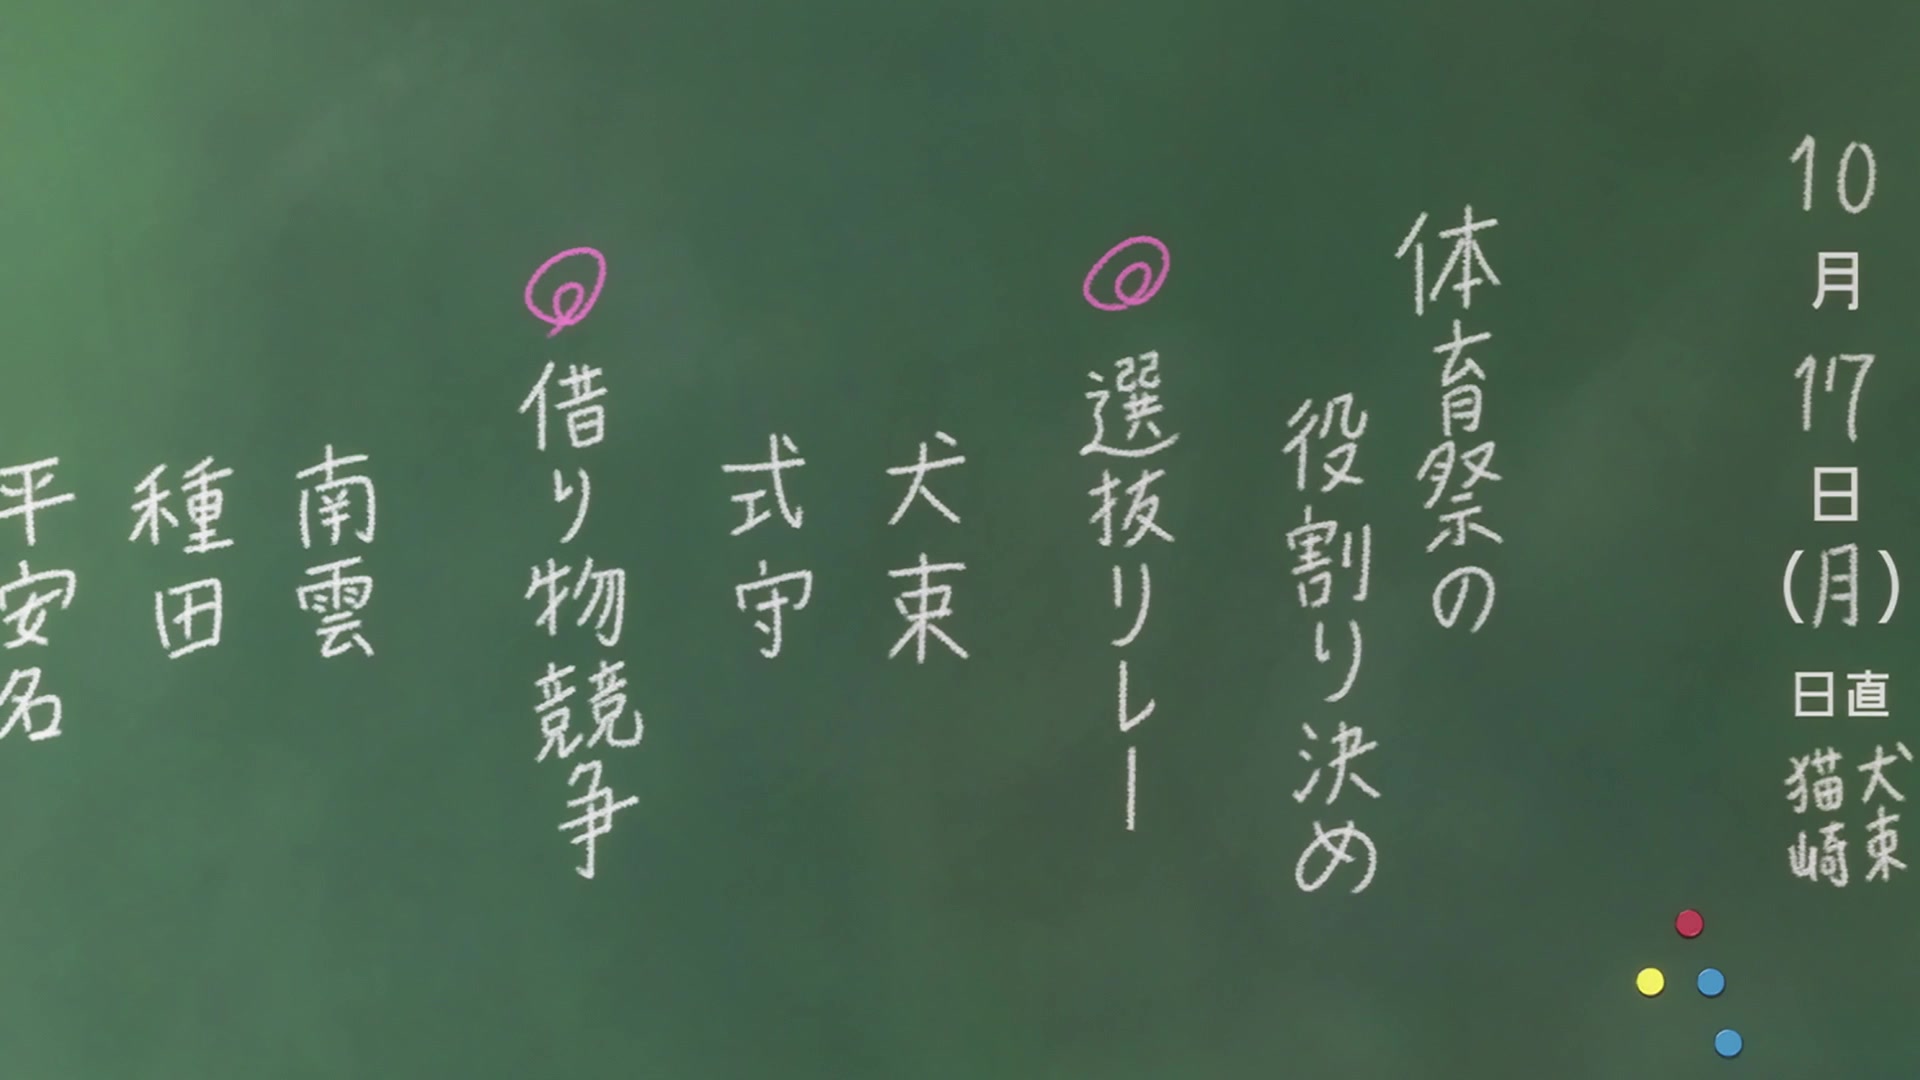 10月17日(月)
日直
犬束
猫崎
体育祭の
役割り決め
選抜リレー
犬束
式守
借り物競争
南雲
種田
平安名